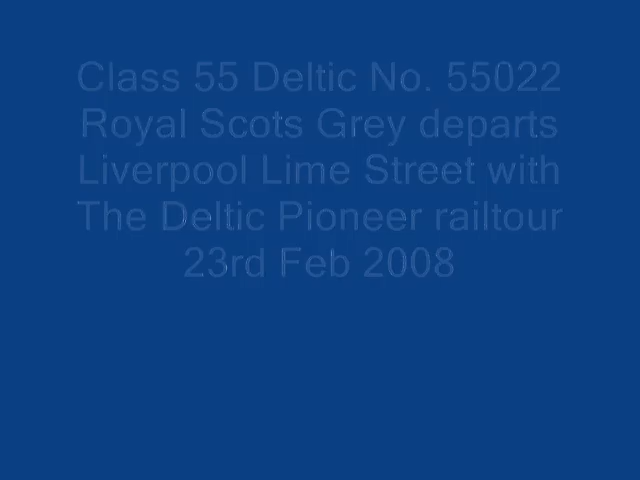 Class 55 Deltic No. 55022
Royal Scots Grey departs
Liverpool Lime Street with
The Deltic Pioneer railtour
23rd Feb 2008